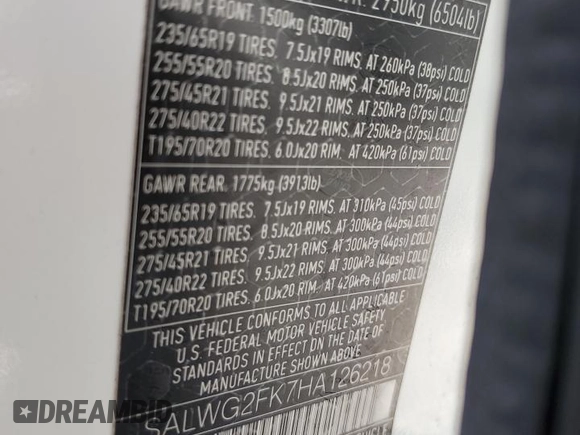 2950kg (6504lb)
GAWR FRONT 1500kg (3307lb)
235/65R19 TIRES. 7.5Jx19 RIMS. AT 260kPa (38psi) COLD
255/55R20 TIRES. 8.5Jx20 RIMS. AT 250kPa (37psi) COLD
275/45R21 TIRES. 9.5Jx21 RIMS. AT 250kPa (37psi) COLD
275/40R22 TIRES. 9.5Jx22 RIMS. AT 250kPa (37psi) COLD
T195/70R20 TIRES. 6.0Jx20 RIM. AT 420kPa (61psi) COLD
GAWR REAR. 1775kg (3913lb)
235/65R19 TIRES. 7.5Jx19 RIMS. AT 310kPa (45psi) COLD
255/55R20 TIRES. 8.5Jx20 RIMS. AT 300kPa (44psi) COLD
275/45R21 TIRES. 9.5Jx21 RIMS. AT 300kPa (44psi) COLD
275/40R22 TIRES. 9.5Jx22 RIMS. AT 300kPa (44psi) COLD
T195/70R20 TIRES. 6.0Jx20 RIM. AT 420kPa (61psi) COLD
THIS VEHICLE CONFORMS TO ALL APPLICABLE
U.S. FEDERAL MOTOR VEHICLE SAFETY
STANDARDS IN EFFECT ON THE DATE OF
MANUFACTURE SHOWN ABOVE
SALWG2FK7HA126218
DREAMBID
dreambid.com